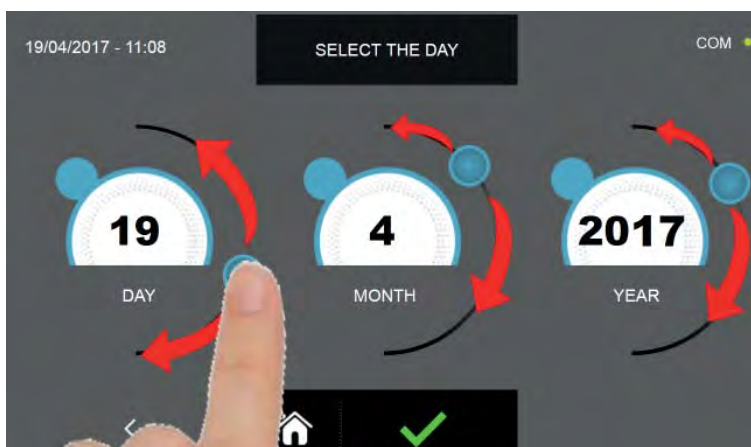 19/04/2017 - 11:08
SELECT THE DAY
COM
19
4
2017
DAY
MONTH
YEAR